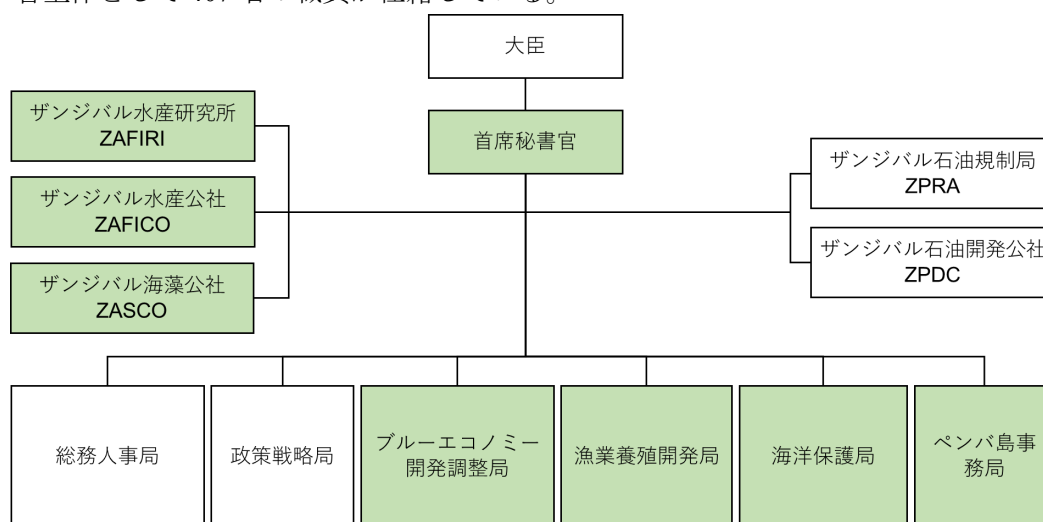 大臣
首席秘書官
ザンジバル水産研究所
ZAFIRI
ザンジバル水産公社
ZAFICO
ザンジバル海藻公社
ZASCO
ザンジバル石油規制局
ZPRA
ザンジバル石油開発公社
ZPDC
総務人事局
政策戦略局
ブルーエコノミー
開発調整局
漁業養殖開発局
海洋保護局
ペンバ島事
務局